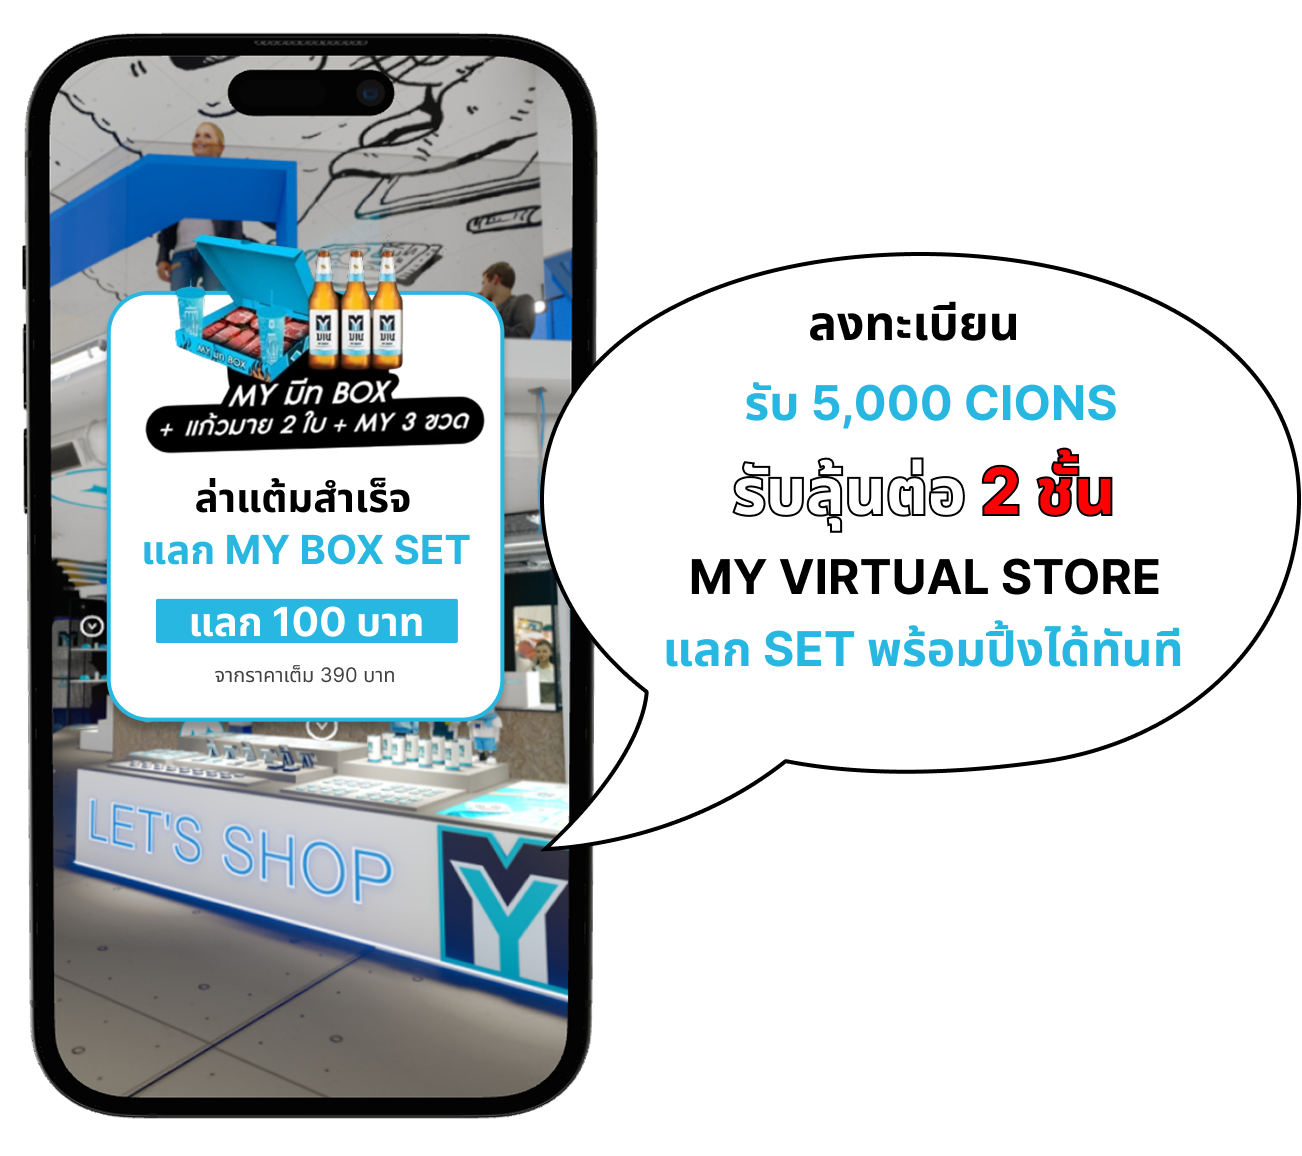 MY มีท BOX
MY มีท BOX
+ แก้วมาย 2 ใบ + MY 3 ขวด
ล่าแต้มสำเร็จ
แลก MY BOX SET
แลก 100 บาท
จากราคาเต็ม 390 บาท
LET'S SHOP
MY
ลงทะเบียน
รับ 5,000 CIONS
รับลุ้นต่อ 2 ชั้น
MY VIRTUAL STORE
แลก SET พร้อมปิ้งได้ทันที